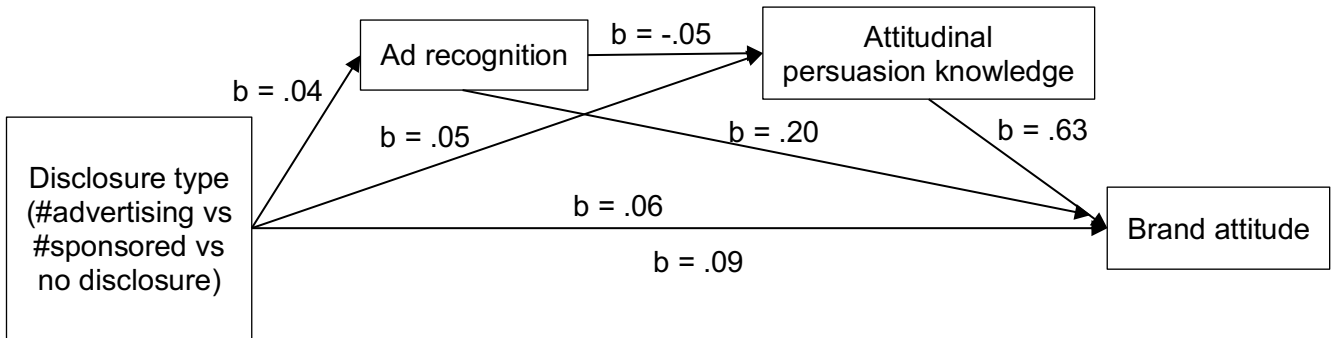 Ad recognition
b = -.05
Attitudinal
persuasion knowledge
b = .04
b = .05
b = .20
b = .63
Disclosure type
(#advertising vs
#sponsored vs
no disclosure)
b = .06
b = .09
Brand attitude